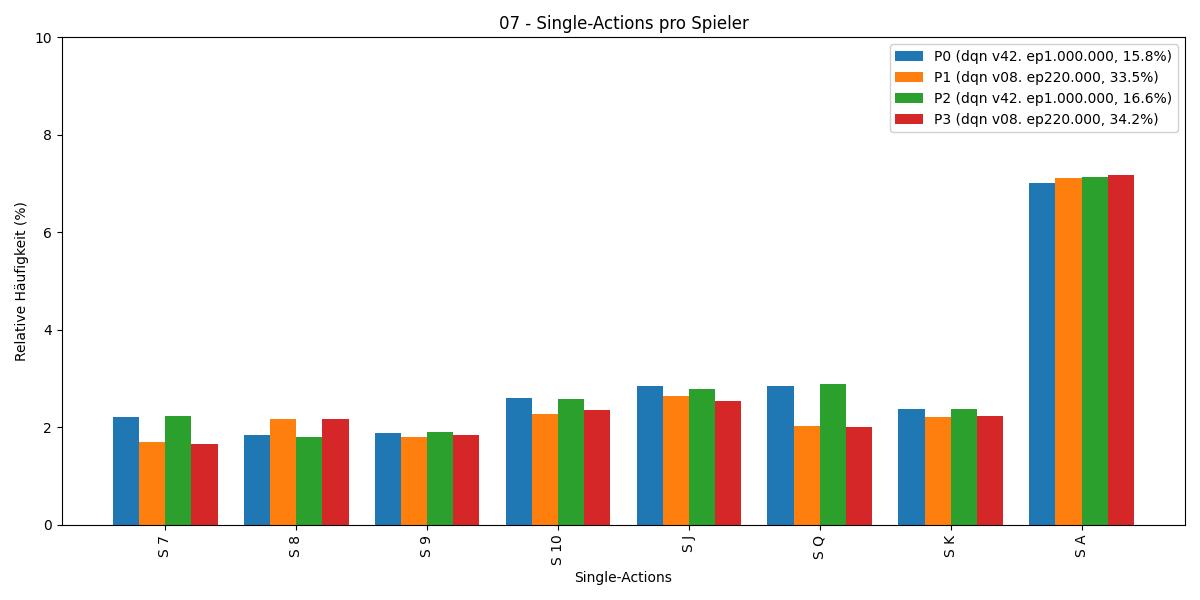 07 - Single-Actions pro Spieler
P0 (dqn v42. ep1.000.000, 15.8%)
P1 (dqn v08. ep220.000, 33.5%)
P2 (dqn v42. ep1.000.000, 16.6%)
P3 (dqn v08. ep220.000, 34.2%)
Relative Häufigkeit (%)
10
8
6
4
2
0
S 7
S 8
S 9
S 10
S J
S Q
S K
S A
Single-Actions